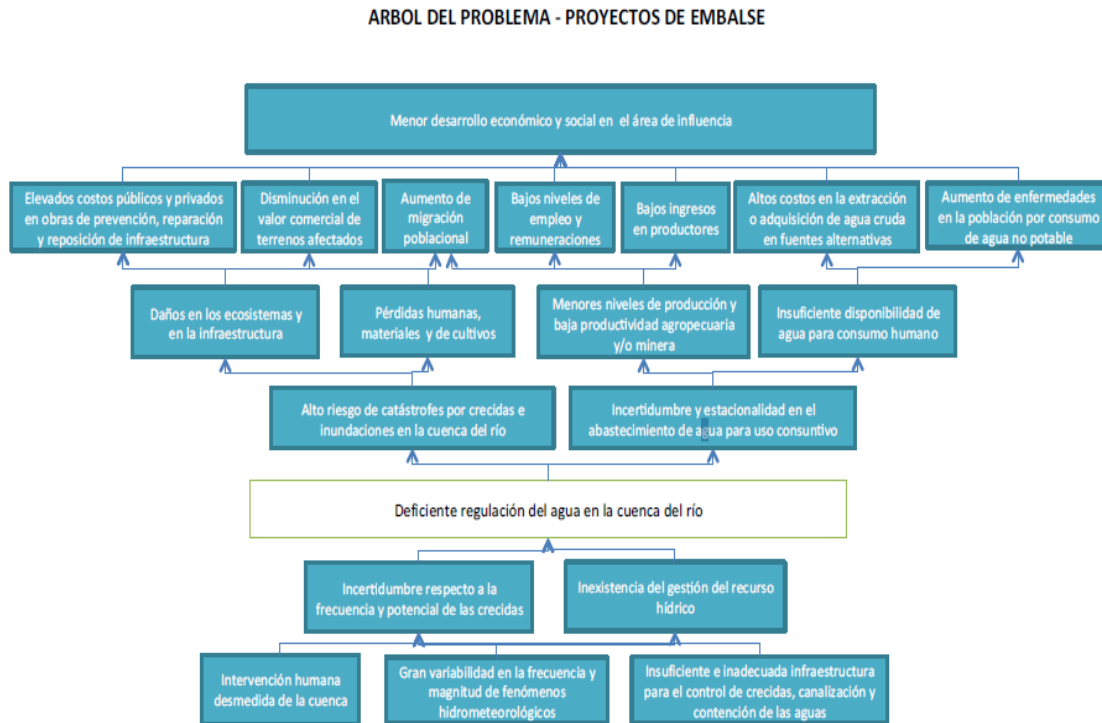 ARBOL DEL PROBLEMA - PROYECTOS DE EMBALSE
Menor desarrollo económico y social en el área de influencia
Elevados costos públicos y privados
en obras de prevención, reparación
y reposición de infraestructura
Disminución en el
valor comercial de
terrenos afectados
Aumento de
migración
poblacional
Bajos niveles de
empleo y
remuneraciones
Bajos ingresos
en productores
Altos costos en la extracción
o adquisición de agua cruda
en fuentes alternativas
Aumento de enfermedades
en la población por consumo
de agua no potable
Daños en los ecosistemas y
en la infraestructura
Pérdidas humanas,
materiales y de cultivos
Menores niveles de producción y
baja productividad agropecuaria
y/o minera
Insuficiente disponibilidad de
agua para consumo humano
Alto riesgo de catástrofes por crecidas e
inundaciones en la cuenca del río
Incertidumbre y estacionalidad en el
abastecimiento de agua para uso consuntivo
Deficiente regulación del agua en la cuenca del río
Incertidumbre respecto a la
frecuencia y potencial de las crecidas
Inexistencia del gestión del recurso
hídrico
Intervención humana
desmedida de la cuenca
Gran variabilidad en la frecuencia y
magnitud de fenómenos
hidrometeorológicos
Insuficiente e inadecuada infraestructura
para el control de crecidas, canalización y
contención de las aguas